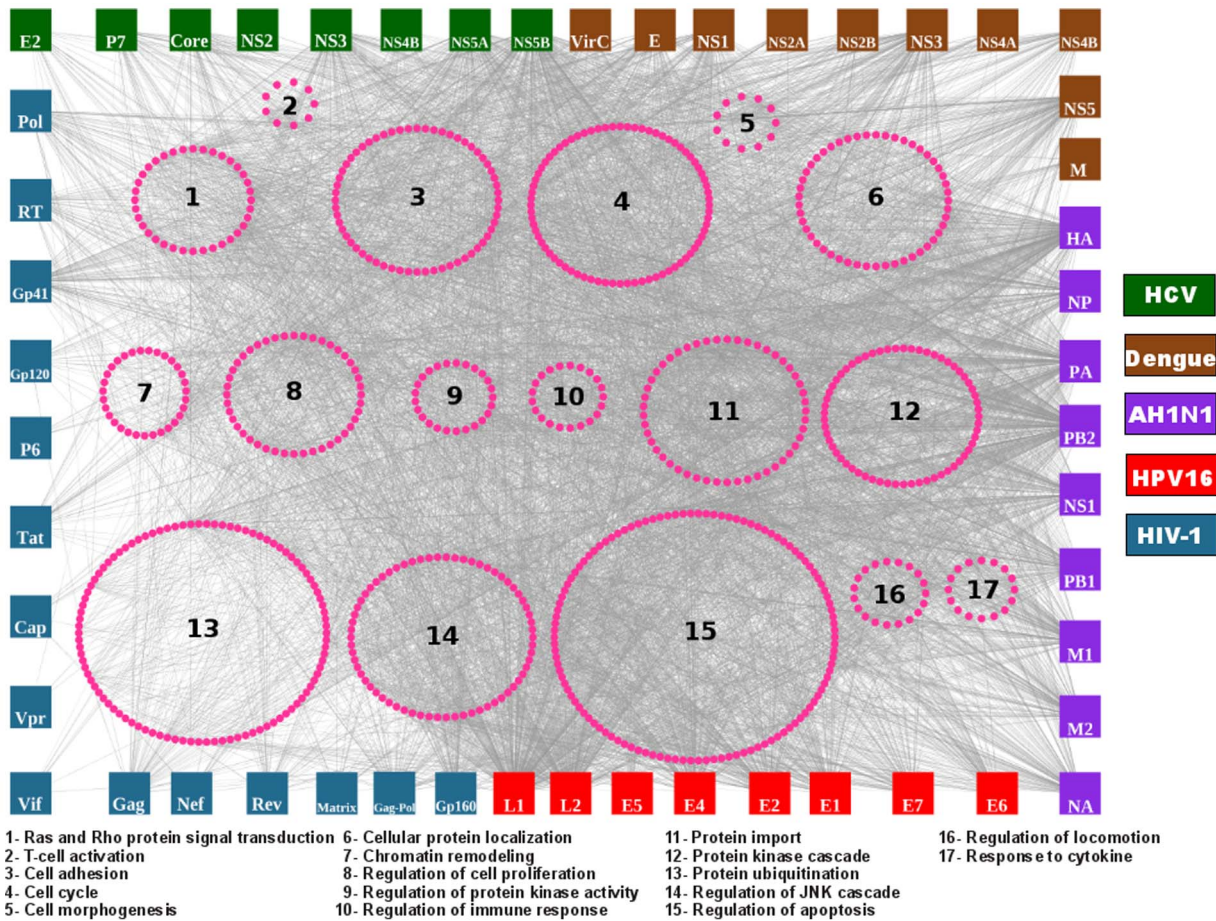 E2 P7 Core NS2 NS3 NS4B NS5A NS5B VirC E NS1 NS2A NS2B NS3 NS4A NS4B
Pol 2 5 NS5
M
RT 1 3 4 6 HA
Gp41 NP
HCV
Gp120 PA
Dengue
7 8 9 10 11 12
AH1N1
P6 PB2
HPV16
Tat NS1
HIV-1
16 17 PB1
Cap 13 14 15 M1
Vpr M2
Vif Gag Nef Rev Matrix Gag-Pol Gp160 L1 L2 E5 E4 E2 E1 E7 E6 NA
1- Ras and Rho protein signal transduction
2- T-cell activation
3- Cell adhesion
4- Cell cycle
5- Cell morphogenesis
6- Cellular protein localization
7- Chromatin remodeling
8- Regulation of cell proliferation
9- Regulation of protein kinase activity
10- Regulation of immune response
11- Protein import
12- Protein kinase cascade
13- Protein ubiquitination
14- Regulation of JNK cascade
15- Regulation of apoptosis
16- Regulation of locomotion
17- Response to cytokine